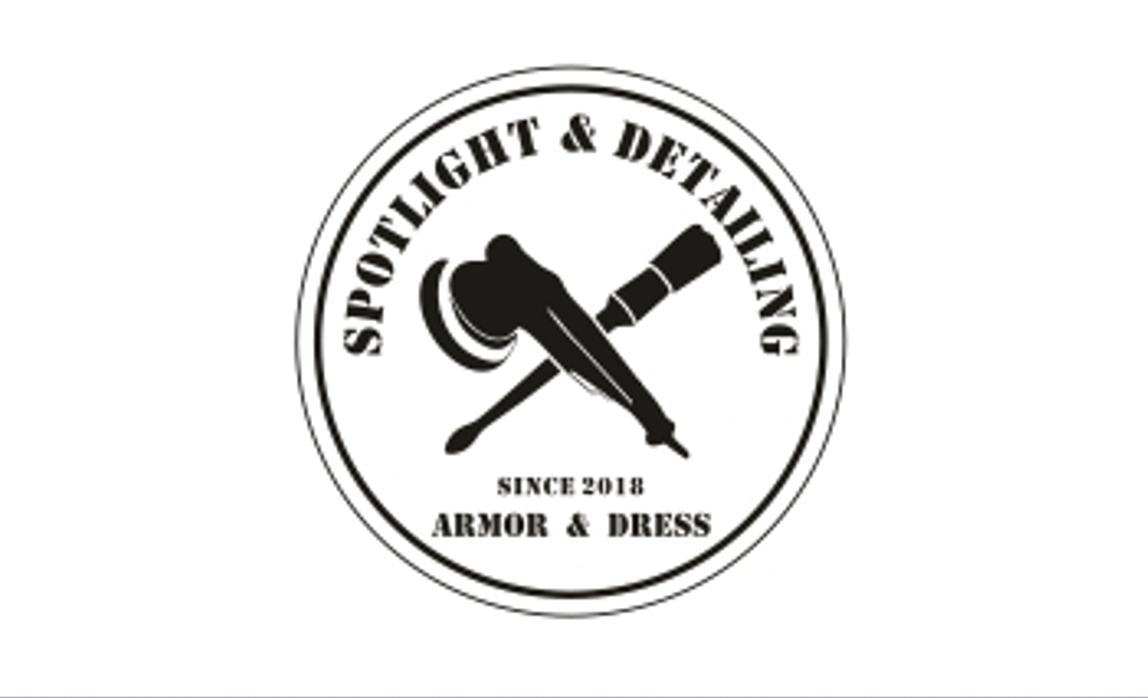 SPOTLIGHT & DETAILING
SINCE 2018
ARMOR & DRESS